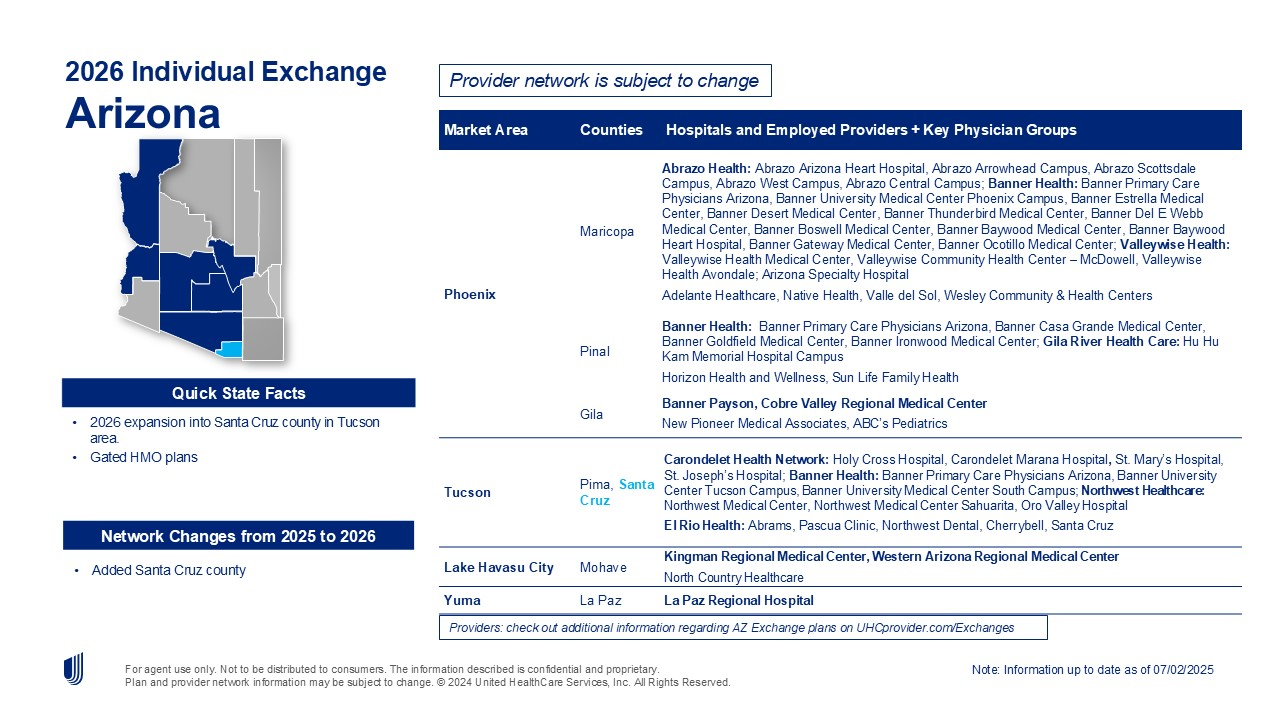 2026 Individual Exchange
Arizona
Quick State Facts
• 2026 expansion into Santa Cruz county in Tucson
area.
• Gated HMO plans
Network Changes from 2025 to 2026
• Added Santa Cruz county
Provider network is subject to change
Market Area Counties Hospitals and Employed Providers + Key Physician Groups
Phoenix
Maricopa
Abrazo Health: Abrazo Arizona Heart Hospital, Abrazo Arrowhead Campus, Abrazo Scottsdale
Campus, Abrazo West Campus, Abrazo Central Campus; Banner Health: Banner Primary Care
Physicians Arizona, Banner University Medical Center Phoenix Campus, Banner Estrella Medical
Center, Banner Desert Medical Center, Banner Thunderbird Medical Center, Banner Del E Webb
Medical Center, Banner Boswell Medical Center, Banner Baywood Medical Center, Banner Baywood
Heart Hospital, Banner Gateway Medical Center, Banner Ocotillo Medical Center; Valleywise Health:
Valleywise Health Medical Center, Valleywise Community Health Center – McDowell, Valleywise
Health Avondale; Arizona Specialty Hospital
Adelante Healthcare, Native Health, Valle del Sol, Wesley Community & Health Centers
Pinal
Banner Health: Banner Primary Care Physicians Arizona, Banner Casa Grande Medical Center,
Banner Goldfield Medical Center, Banner Ironwood Medical Center; Gila River Health Care: Hu Hu
Kam Memorial Hospital Campus
Horizon Health and Wellness, Sun Life Family Health
Gila
Banner Payson, Cobre Valley Regional Medical Center
New Pioneer Medical Associates, ABC's Pediatrics
Tucson
Pima, Santa
Cruz
Carondelet Health Network: Holy Cross Hospital, Carondelet Marana Hospital, St. Mary's Hospital,
St. Joseph's Hospital; Banner Health: Banner Primary Care Physicians Arizona, Banner University
Center Tucson Campus, Banner University Medical Center South Campus; Northwest Healthcare:
Northwest Medical Center, Northwest Medical Center Sahuarita, Oro Valley Hospital
El Rio Health: Abrams, Pascua Clinic, Northwest Dental, Cherrybell, Santa Cruz
Lake Havasu City
Mohave
Kingman Regional Medical Center, Western Arizona Regional Medical Center
North Country Healthcare
Yuma La Paz La Paz Regional Hospital
Providers: check out additional information regarding AZ Exchange plans on UHCprovider.com/Exchanges
For agent use only. Not to be distributed to consumers. The information described is confidential and proprietary.
Plan and provider network information may be subject to change. © 2024 United HealthCare Services, Inc. All Rights Reserved.
Note: Information up to date as of 07/02/2025